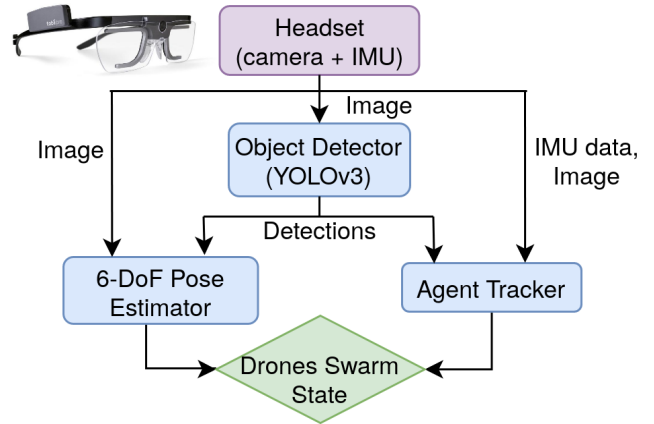 Headset
(camera + IMU)
Image
Image
Object Detector
(YOLOv3)
IMU data,
Image
Detections
6-DoF Pose
Estimator
Agent Tracker
Drones Swarm
State